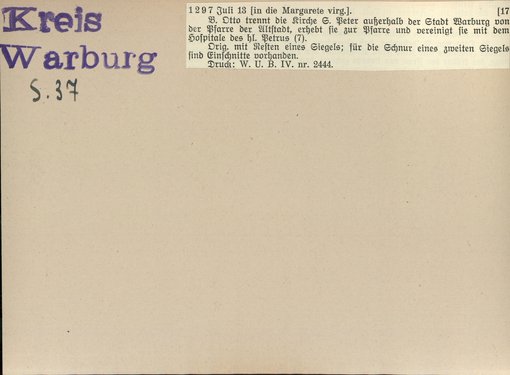 Kreis
Warburg
S. 37
1297 Juli 13 [in die Margarete virg.]. [17
B. Otto trennt die Kirche S. Peter außerhalb der Stadt Warburg von
der Pfarre der Altstadt, erhebt sie zur Pfarre und vereinigt sie mit dem
Hospitale des hl. Petrus (7).
Orig. mit Resten eines Siegels; für die Schnur eines zweiten Siegels
sind Einschnitte vorhanden.
Druck: W. U. B. IV. nr. 2444.